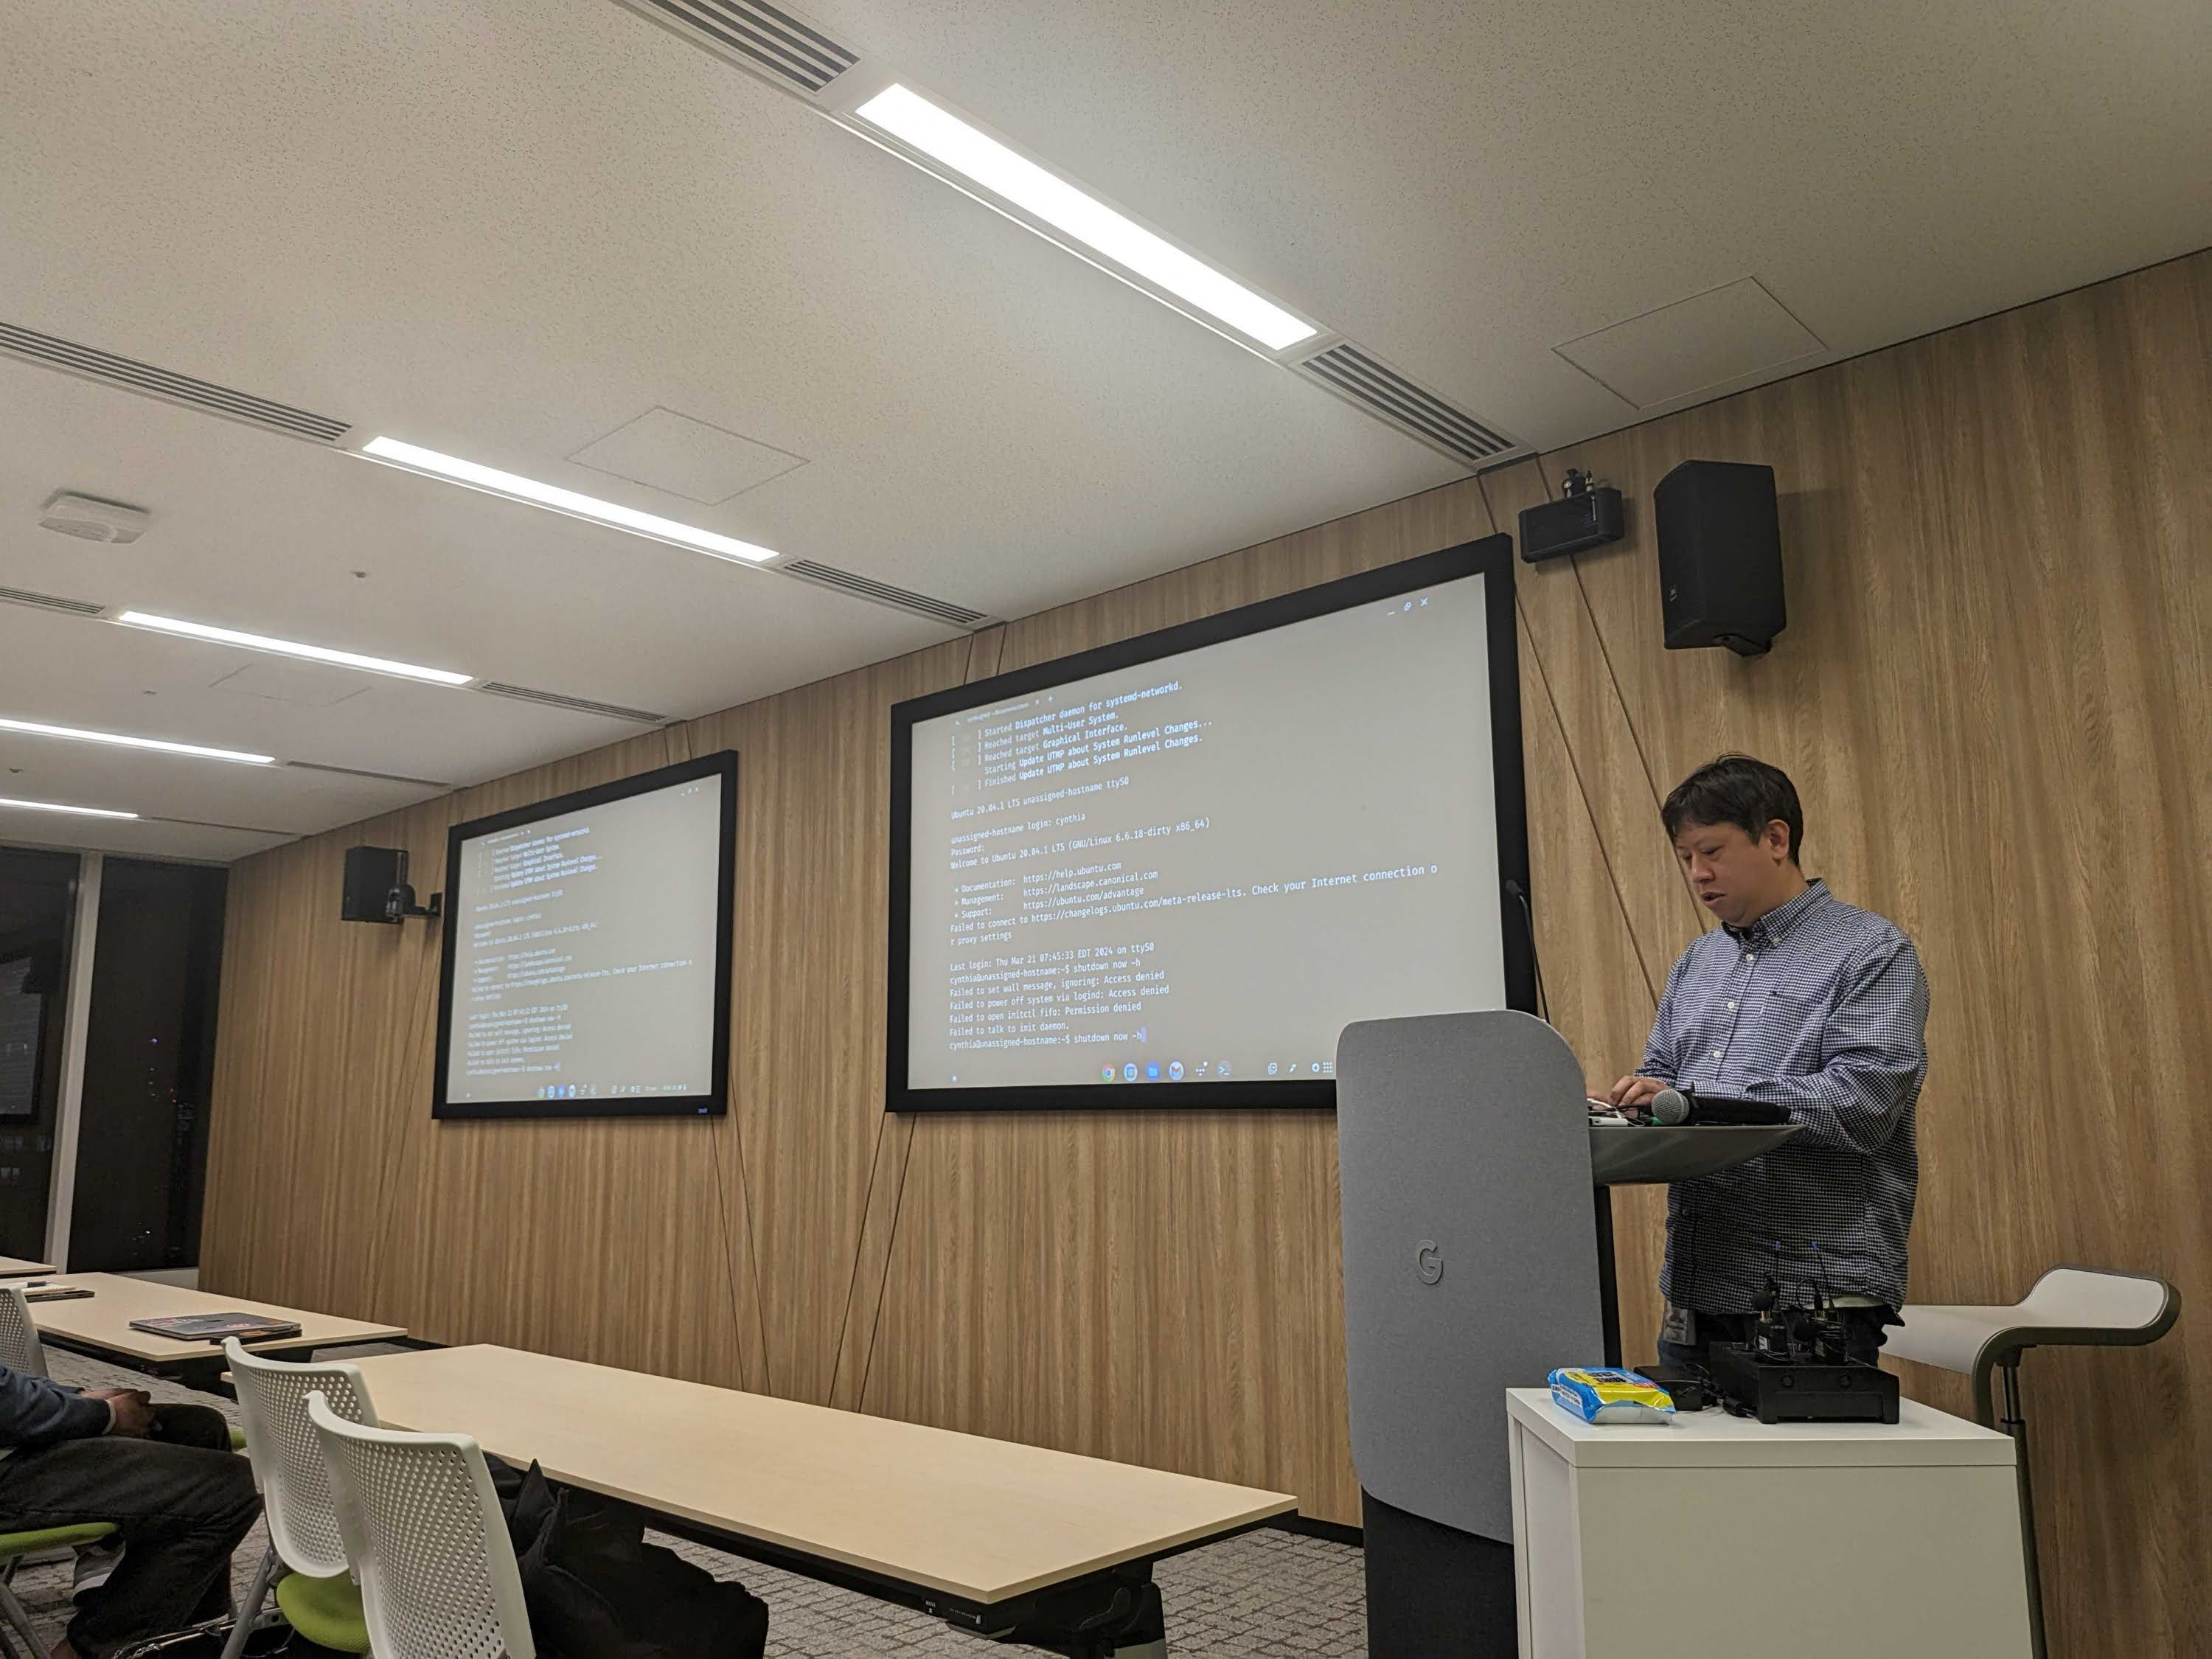 [ ] Started Dispatcher daemon for systemd-networkd.
[ ] Reached target Multi-User System.
[ ] Reached target Graphical Interface.
Starting Update UTMP about System Runlevel Changes...
[ ] Finished Update UTMP about System Runlevel Changes.
Ubuntu 20.04.1 LTS unassigned-hostname ttyS0
unassigned-hostname login: cynthia
Password:
Welcome to Ubuntu 20.04.1 LTS (GNU/Linux 6.6.18-dirty x86_64)
* Documentation: https://help.ubuntu.com
* Management: https://landscape.canonical.com
* Support: https://ubuntu.com/advantage
Failed to connect to https://changelogs.ubuntu.com/meta-release-lts. Check your Internet connection o
r proxy settings
Last login: Thu Mar 21 07:45:33 EDT 2024 on ttyS0
cynthia@unassigned-hostname:~$ shutdown now -h
Failed to set wall message, ignoring: Access denied
Failed to power off system via logind: Access denied
Failed to open initctl fifo: Permission denied
Failed to talk to init daemon.
cynthia@unassigned-hostname:~$ shutdown now -h
G